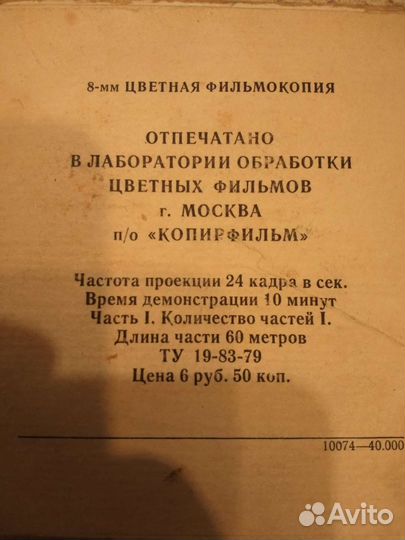 8-мм ЦВЕТНАЯ ФИЛЬМОКОПИЯ
ОТПЕЧАТАНО
В ЛАБОРАТОРИИ ОБРАБОТКИ
ЦВЕТНЫХ ФИЛЬМОВ
г. МОСКВА
п/о «КОПИРФИЛЬМ»
Частота проекции 24 кадра в сек.
Время демонстрации 10 минут
Часть I. Количество частей I.
Длина части 60 метров
ТУ 19-83-79
Цена 6 руб. 50 коп.
10074—40.000
Avito